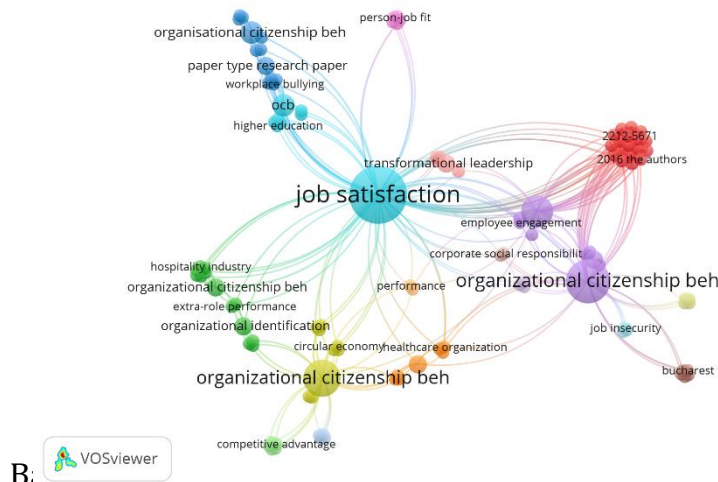 organisational citizenship beh
person-job fit
paper type research paper
workplace bullying
ocb
higher education
2212-5671
2016 the authors
transformational leadership
job satisfaction
employee engagement
corporate social responsibilit
organizational citizenship beh
hospitality industry
organizational citizenship beh
extra-role performance
organizational identification
performance
job insecurity
circular economy
healthcare organization
organizational citizenship beh
bucharest
competitive advantage
VOSviewer